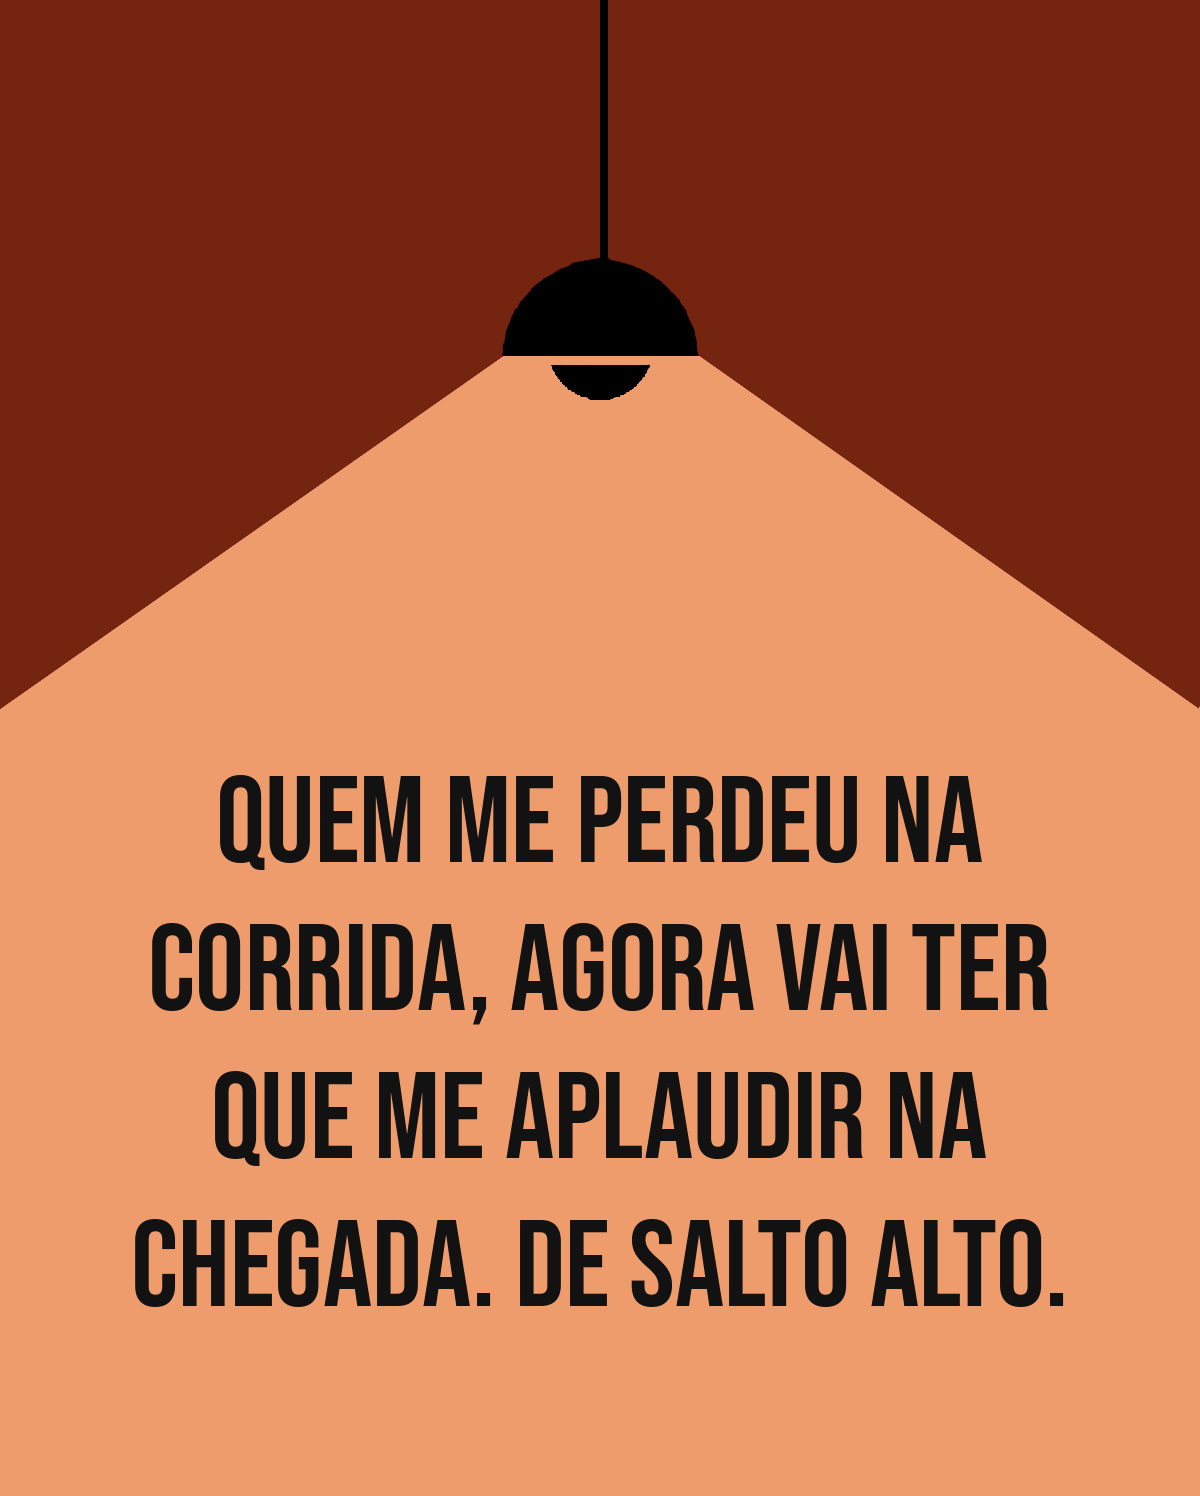 QUEM ME PERDEU NA
CORRIDA, AGORA VAI TER
QUE ME APLAUDIR NA
CHEGADA. DE SALTO ALTO.